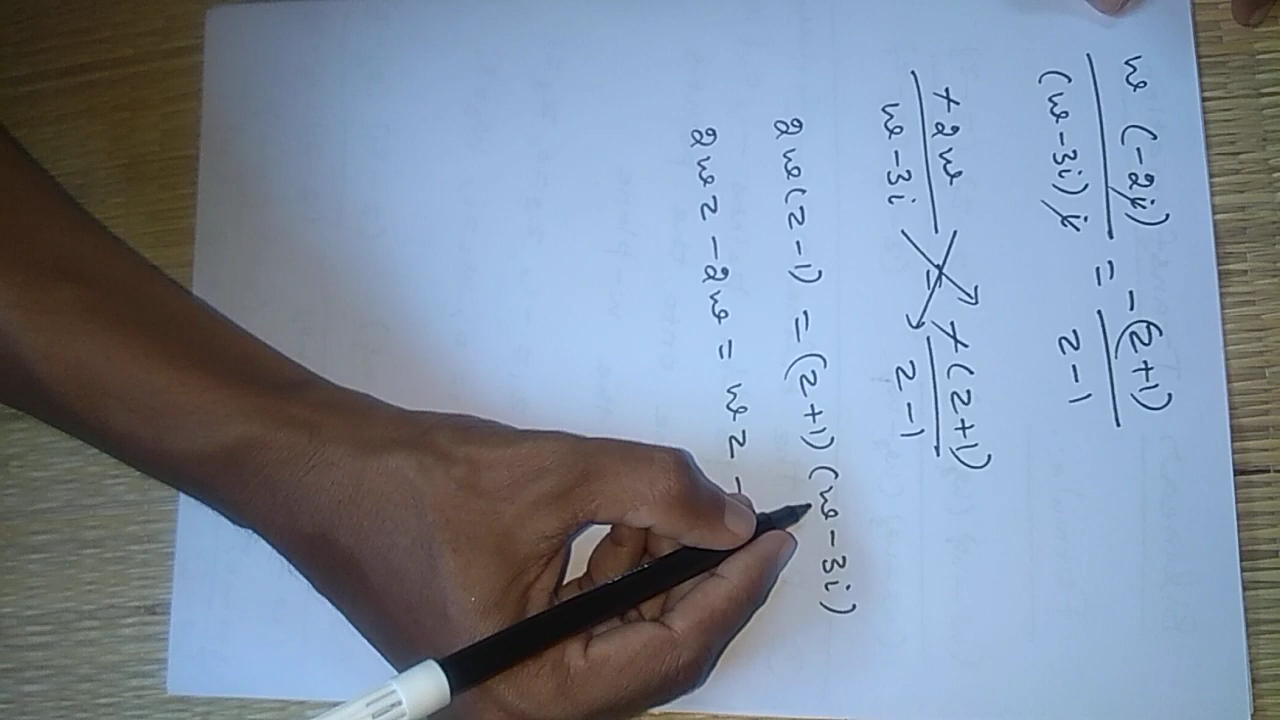 w(-2i)/(w-3i)i = -(z+1)/z-1
+2w/w-3i = +(z+1)/z-1
2w(z-1) = (z+1)(w-3i)
2wz-2w = wz-